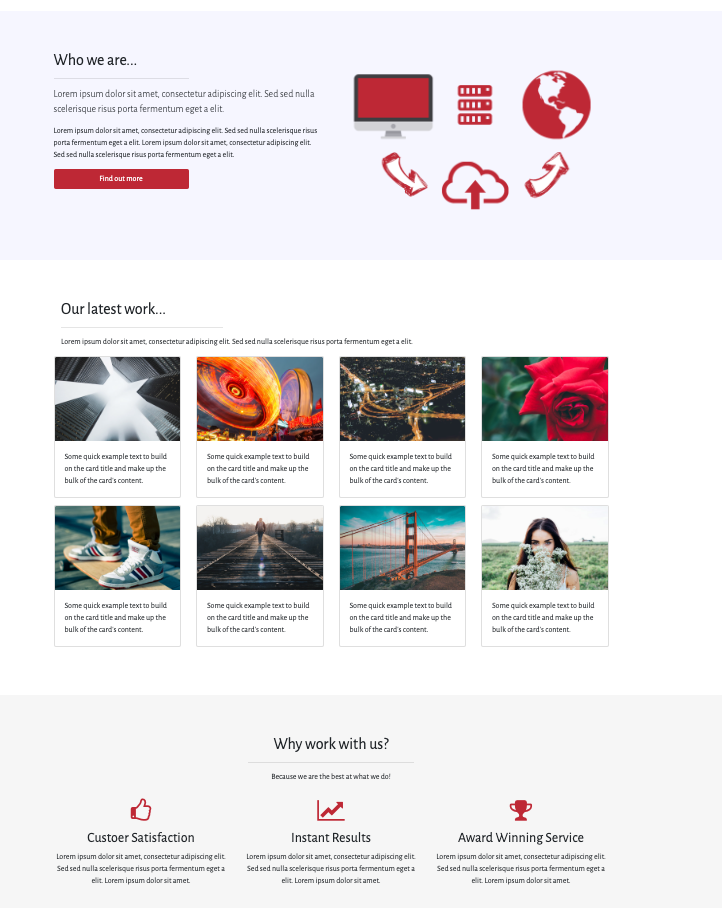 Who we are...
Lorem ipsum dolor sit amet, consectetur adipiscing elit. Sed sed nulla
scelerisque risus porta fermentum eget a elit.
Lorem ipsum dolor sit amet, consectetur adipiscing elit. Sed sed nulla scelerisque risus
porta fermentum eget a elit. Lorem ipsum dolor sit amet, consectetur adipiscing elit.
Sed sed nulla scelerisque risus porta fermentum eget a elit.
Find out more
Our latest work...
Lorem ipsum dolor sit amet, consectetur adipiscing elit. Sed sed nulla scelerisque risus porta fermentum eget a elit.
Some quick example text to build
on the card title and make up the
bulk of the card's content.
Some quick example text to build
on the card title and make up the
bulk of the card's content.
Some quick example text to build
on the card title and make up the
bulk of the card's content.
Some quick example text to build
on the card title and make up the
bulk of the card's content.
Some quick example text to build
on the card title and make up the
bulk of the card's content.
Some quick example text to build
on the card title and make up the
bulk of the card's content.
Some quick example text to build
on the card title and make up the
bulk of the card's content.
Some quick example text to build
on the card title and make up the
bulk of the card's content.
Why work with us?
Because we are the best at what we do!
Custoer Satisfaction
Lorem ipsum dolor sit amet, consectetur adipiscing elit.
Sed sed nulla scelerisque risus porta fermentum eget a
elit. Lorem ipsum dolor sit amet.
Instant Results
Lorem ipsum dolor sit amet, consectetur adipiscing elit.
Sed sed nulla scelerisque risus porta fermentum eget a
elit. Lorem ipsum dolor sit amet.
Award Winning Service
Lorem ipsum dolor sit amet, consectetur adipiscing elit.
Sed sed nulla scelerisque risus porta fermentum eget a
elit. Lorem ipsum dolor sit amet.